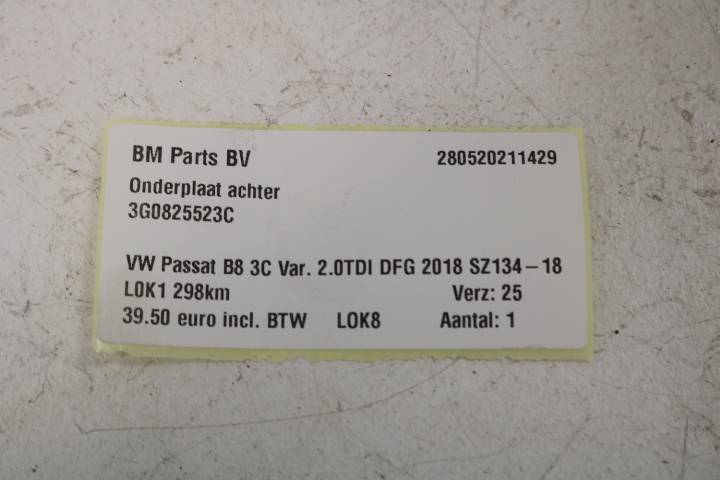 BM Parts BV 280520211429
Onderplaat achter
3G0825523C
VW Passat B8 3C Var. 2.0TDI DFG 2018 SZ134-18
L0K1 298km Verz: 25
39.50 euro incl. BTW L0K8 Aantal: 1